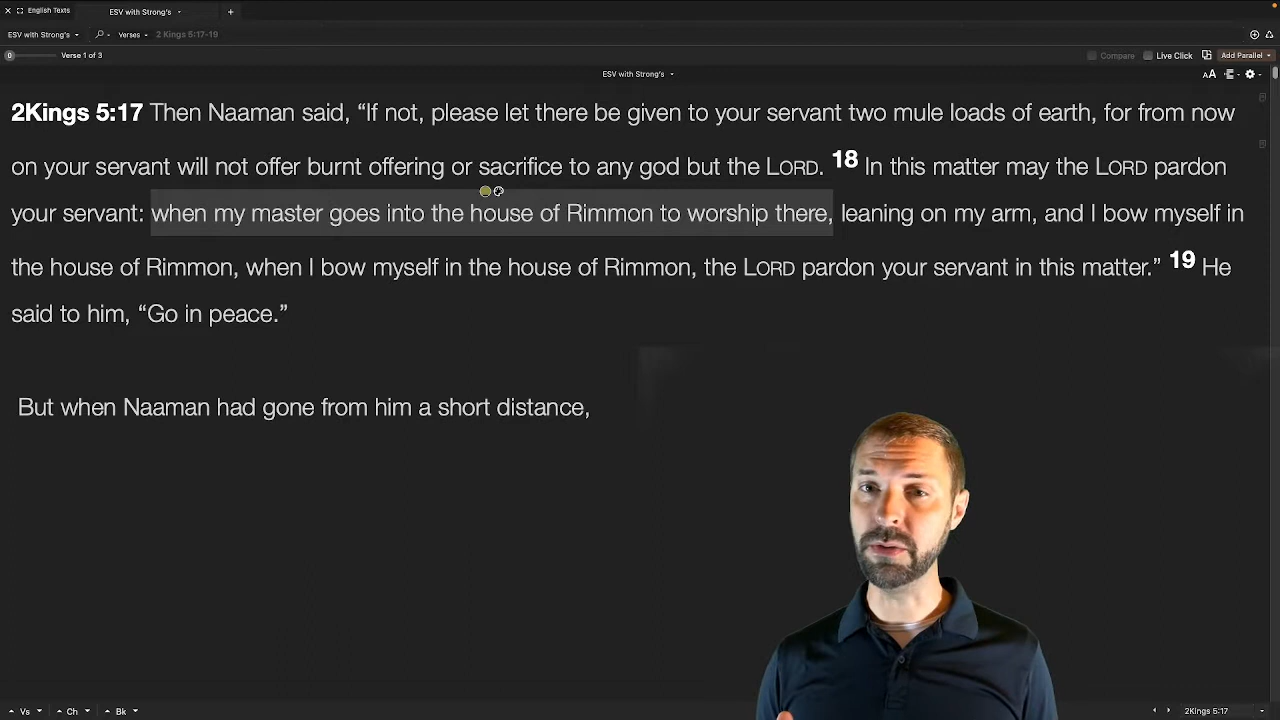 English Texts
ESV with Strong's
+
ESV with Strong's
Verses
2 Kings 5:17-19
0
Verse 1 of 3
Compare
Live Click
Add Parallel
ESV with Strong's
AA
2Kings 5:17 Then Naaman said, “If not, please let there be given to your servant two mule loads of earth, for from now
on your servant will not offer burnt offering or sacrifice to any god but the LORD. 18 In this matter may the LORD pardon
your servant: when my master goes into the house of Rimmon to worship there, leaning on my arm, and I bow myself in
the house of Rimmon, when I bow myself in the house of Rimmon, the LORD pardon your servant in this matter.” 19 He
said to him, “Go in peace.”
But when Naaman had gone from him a short distance,
Vs
Ch
Bk
2Kings 5:17